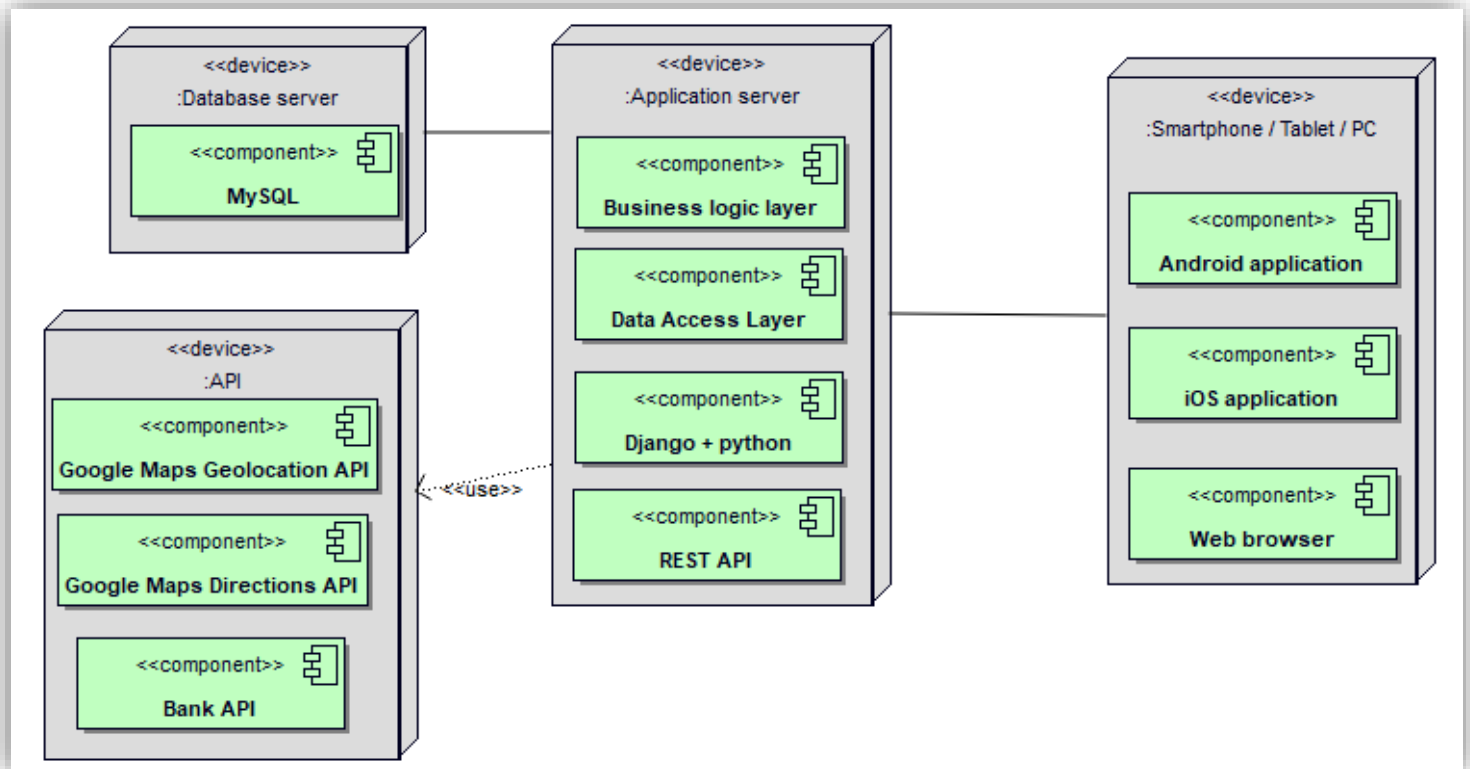 <<device>>
:Database server
<<component>>
MySQL
<<device>>
:API
<<component>>
Google Maps Geolocation API
<<component>>
Google Maps Directions API
<<component>>
Bank API
<<use>>
<<device>>
:Application server
<<component>>
Business logic layer
<<component>>
Data Access Layer
<<component>>
Django + python
<<component>>
REST API
<<device>>
:Smartphone / Tablet / PC
<<component>>
Android application
<<component>>
iOS application
<<component>>
Web browser